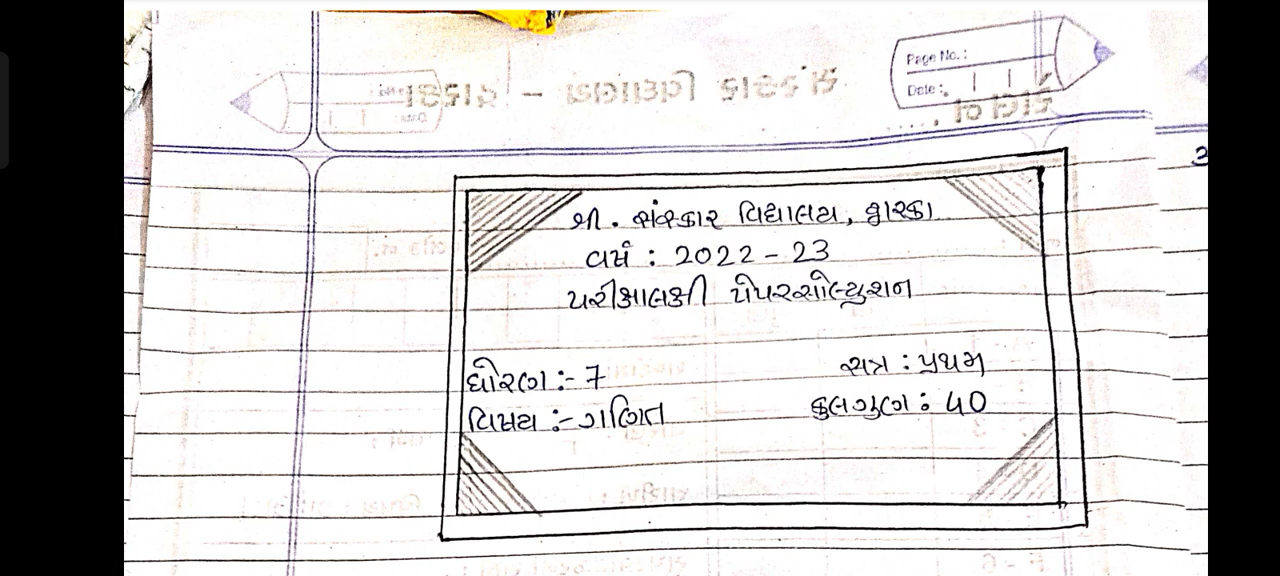 Page No.:
Date:
શ્રી. સંસ્કાર વિદ્યાલય, દ્વારકા
વર્ષ : 2022 - 23
પરીક્ષાલક્ષી પેપરસોલ્યુશન
ધોરણ :- 7
સત્ર : પ્રથમ
વિષય :- ગણિત
કુલગુણ : 40